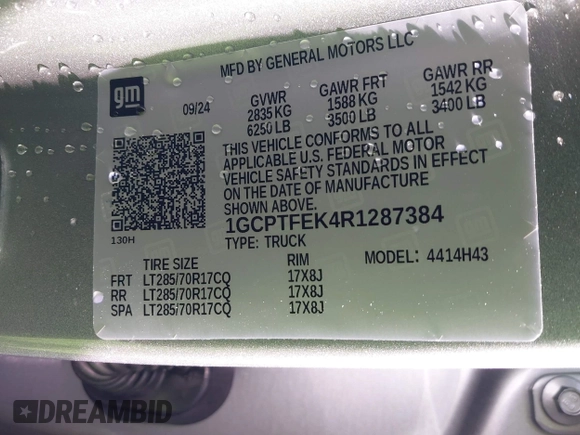 MFD BY GENERAL MOTORS LLC
gm
09/24 GVWR GAWR FRT GAWR RR
2835 KG 1588 KG 1542 KG
6250 LB 3500 LB 3400 LB
THIS VEHICLE CONFORMS TO ALL
APPLICABLE U.S. FEDERAL MOTOR
VEHICLE SAFETY STANDARDS IN EFFECT
ON THE DATE OF MANUFACTURE
SHOWN ABOVE.
1GCPTFEK4R1287384
130H
TYPE: TRUCK
TIRE SIZE RIM MODEL: 4414H43
FRT LT285/70R17CQ 17X8J
RR LT285/70R17CQ 17X8J
SPA LT285/70R17CQ 17X8J
DREAMBID